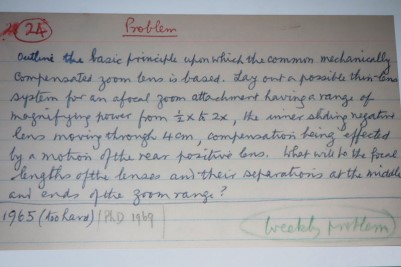 24 Problem
Outline the basic principle upon which the common mechanically
compensated zoom lens is based. Lay out a possible thin-lens
system for an afocal zoom attachment having a range of
magnifying power from ½x to 2x, the inner sliding negative
lens moving through 4cm, compensation being effected
by a motion of the rear positive lens. What will be the focal
lengths of the lenses and their separations at the middle
and ends of the zoom range?
1965 (too hard) (PhD 1969
(weekly problem)